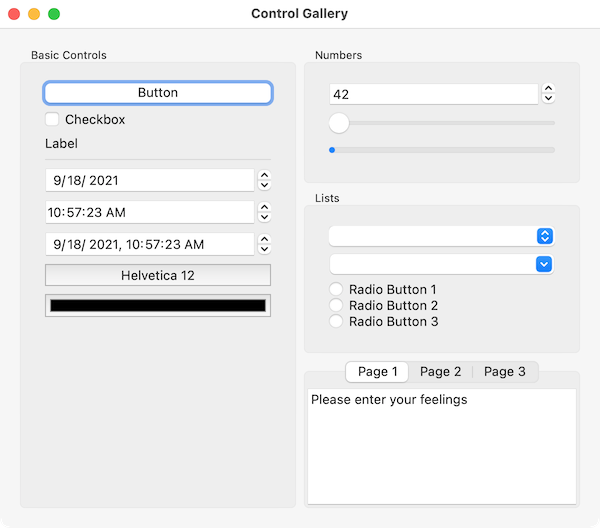 Control Gallery
Basic Controls
Button
Checkbox
Label
9/18/2021
10:57:23 AM
9/18/2021, 10:57:23 AM
Helvetica 12
Numbers
42
Lists
Radio Button 1
Radio Button 2
Radio Button 3
Page 1 Page 2 Page 3
Please enter your feelings